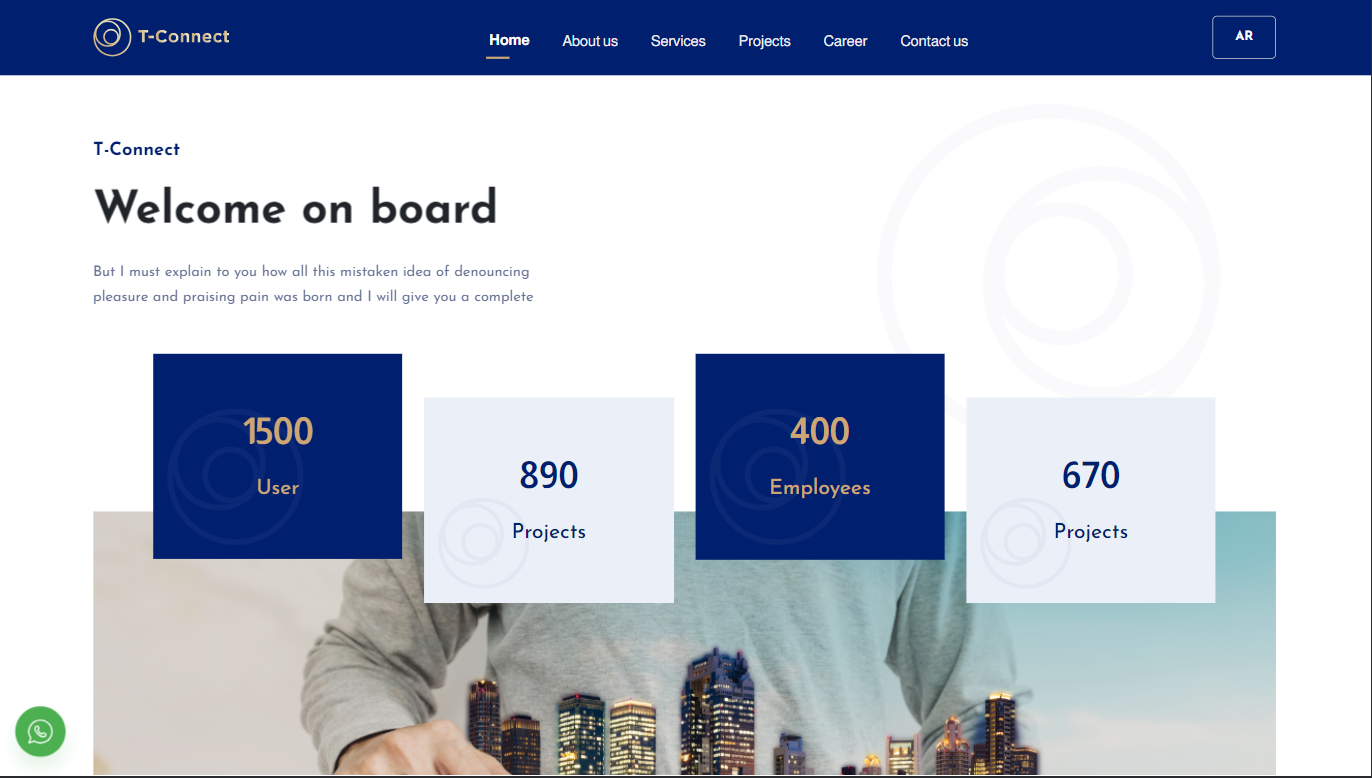 T-Connect
Home About us Services Projects Career Contact us
AR
T-Connect
Welcome on board
But I must explain to you how all this mistaken idea of denouncing
pleasure and praising pain was born and I will give you a complete
1500
User
890
Projects
400
Employees
670
Projects